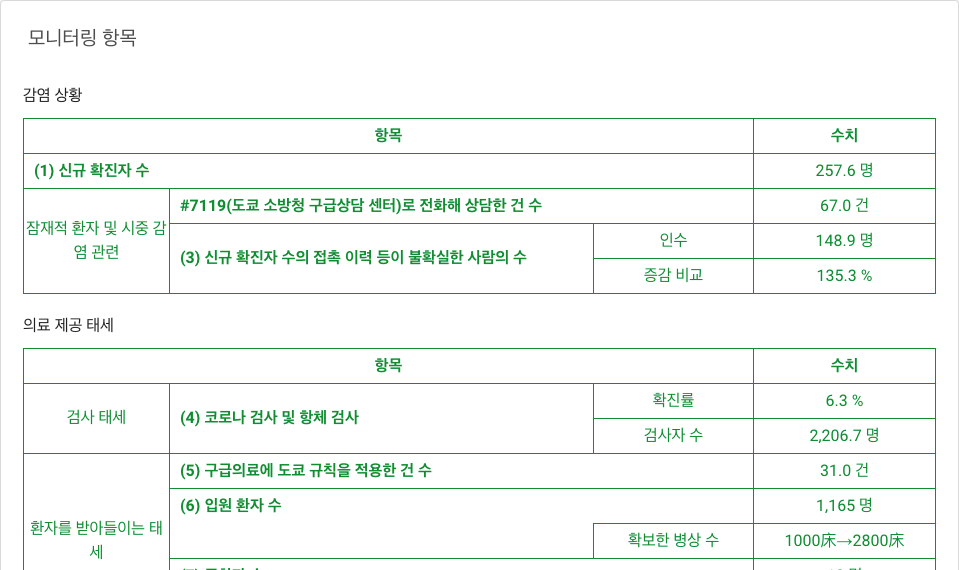 모니터링 항목
감염 상황
항목 수치
(1) 신규 확진자 수 257.6 명
잠재적 환자 및 시중 감
염 관련
#7119(도쿄 소방청 구급상담 센터)로 전화해 상담한 건 수 67.0 건
(3) 신규 확진자 수의 접촉 이력 등이 불확실한 사람의 수
인수 148.9 명
증감 비교 135.3 %
의료 제공 태세
항목 수치
검사 태세
(4) 코로나 검사 및 항체 검사
확진률 6.3 %
검사자 수 2,206.7 명
환자를 받아들이는 태
세
(5) 구급의료에 도쿄 규칙을 적용한 건 수 31.0 건
(6) 입원 환자 수 1,165 명
확보한 병상 수 1000床→2800床